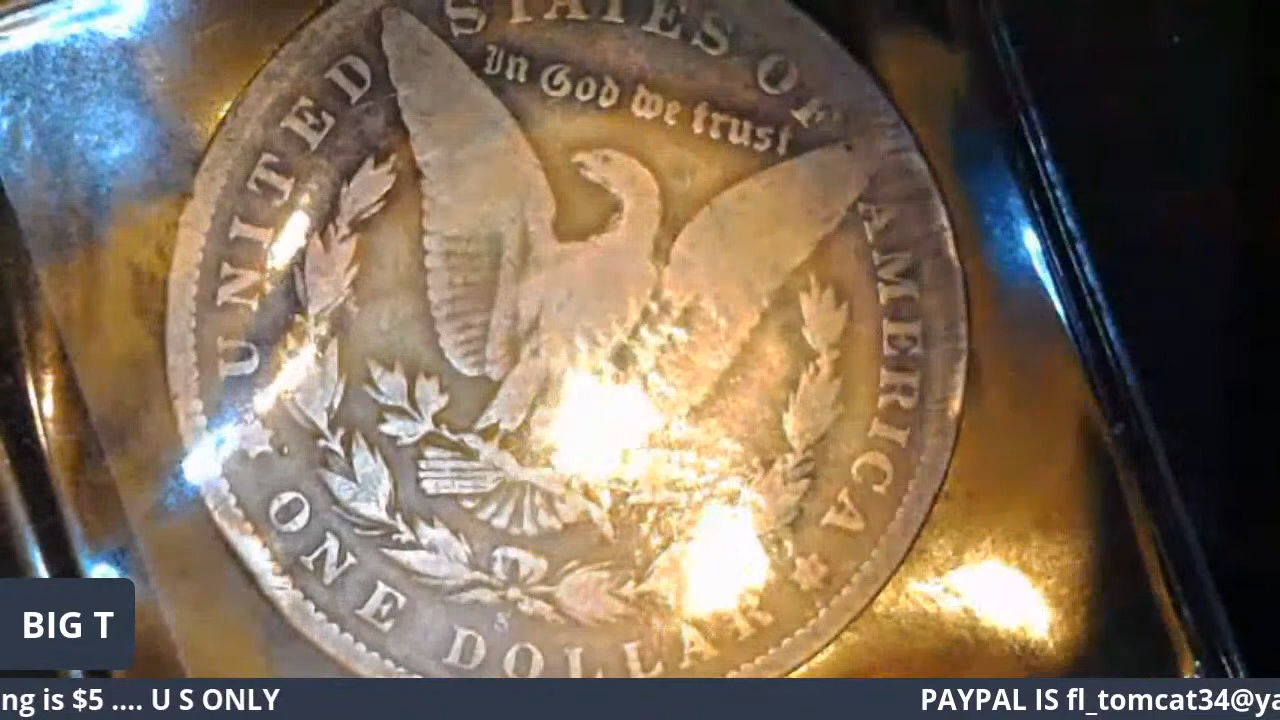 UNITED STATES OF AMERICA
In God we trust
ONE DOLLAR
S
BIG T
ng is $5 .... U S ONLY
PAYPAL IS fl_tomcat34@ya